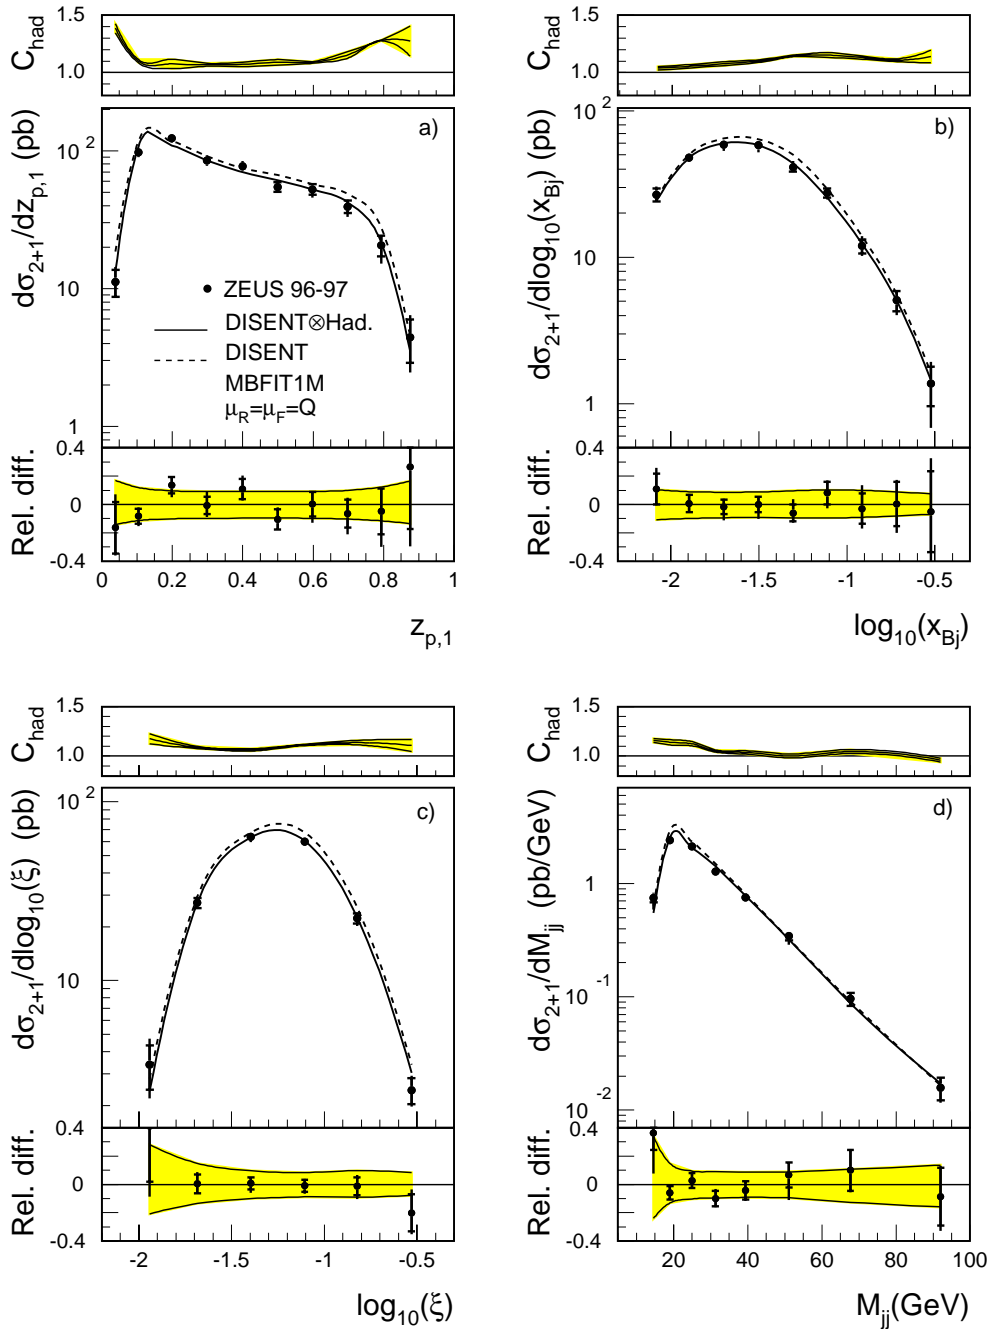 1.5
1.0
C_had
a)
10^2
10
1
dσ_2+1/dz_p,1 (pb)
ZEUS 96-97
DISENT⊗Had.
DISENT
MBFIT1M
μ_R=μ_F=Q
0.4
0
-0.4
Rel. diff.
0 0.2 0.4 0.6 0.8 1
z_p,1
1.5
1.0
C_had
b)
10^2
10
1
dσ_2+1/dlog_10(x_Bj) (pb)
0.4
0
-0.4
Rel. diff.
-2 -1.5 -1 -0.5
log_10(x_Bj)
1.5
1.0
C_had
c)
10^2
10
dσ_2+1/dlog_10(ξ) (pb)
0.4
0
-0.4
Rel. diff.
-2 -1.5 -1 -0.5
log_10(ξ)
1.5
1.0
C_had
d)
1
10^-1
10^-2
dσ_2+1/dM_jj (pb/GeV)
0.4
0
-0.4
Rel. diff.
20 40 60 80 100
M_jj(GeV)